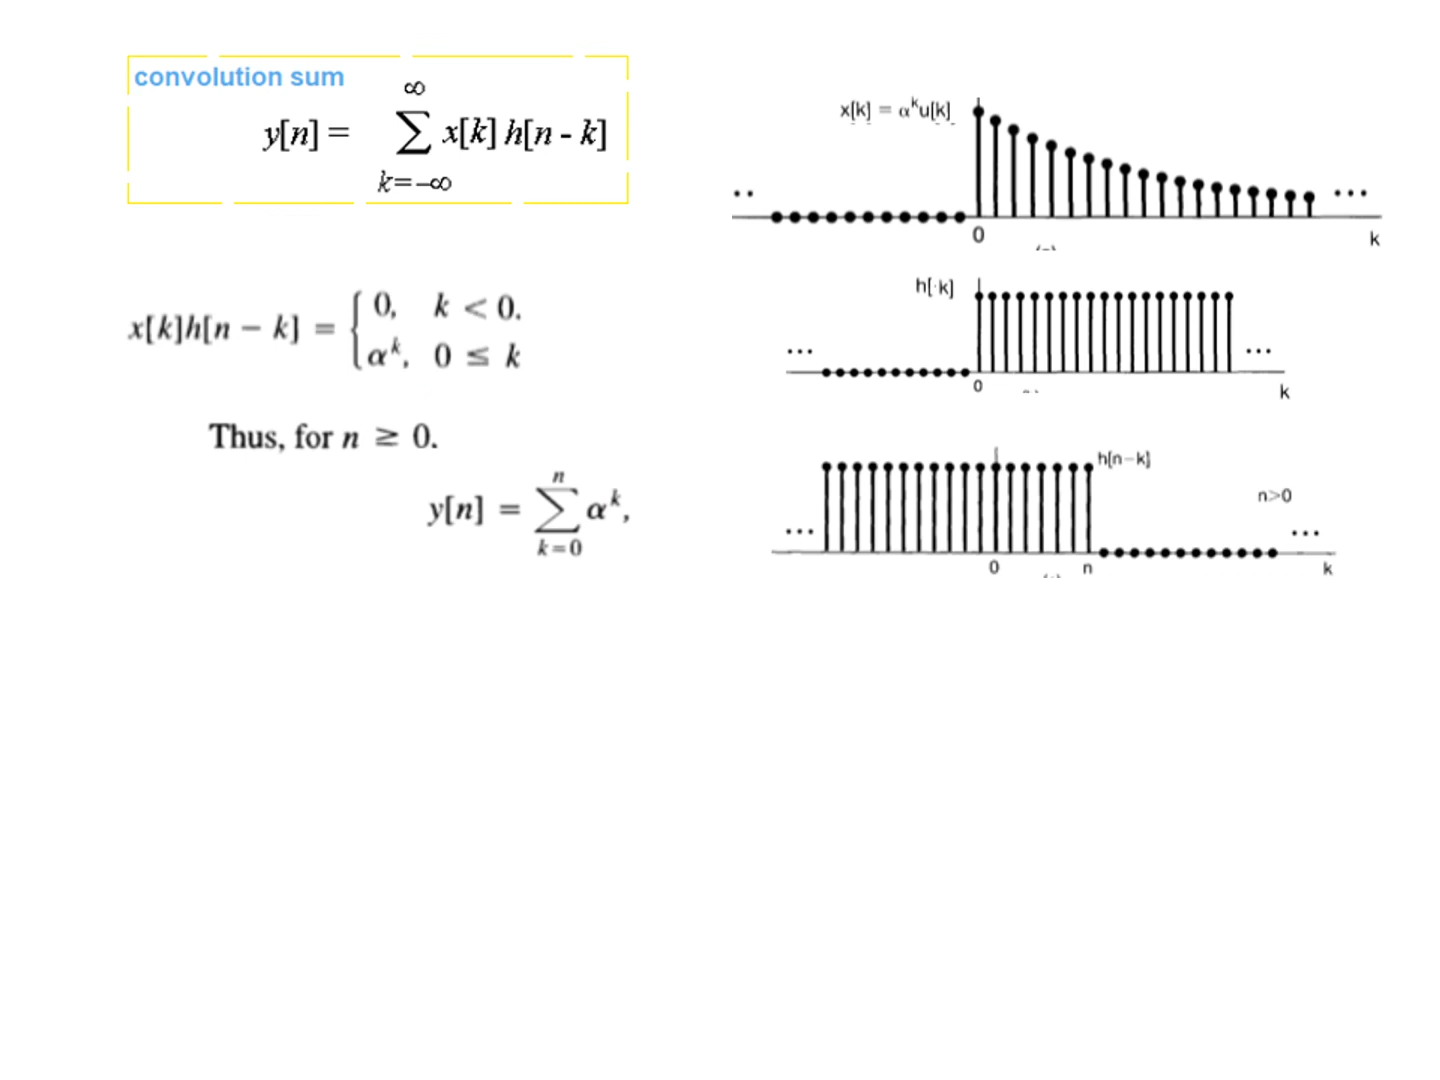 convolution sum
∞
y[n] = ∑ x[k] h[n - k]
k=-∞
x[k]h[n − k] = { 0, k < 0.
α^k, 0 ≤ k
Thus, for n ≥ 0.
n
y[n] = ∑ α^k,
k=0
x[k] = α^k u[k]
..
...
0
k
h[·k]
...
...
0
k
h[n−k]
n>0
...
...
0 n k